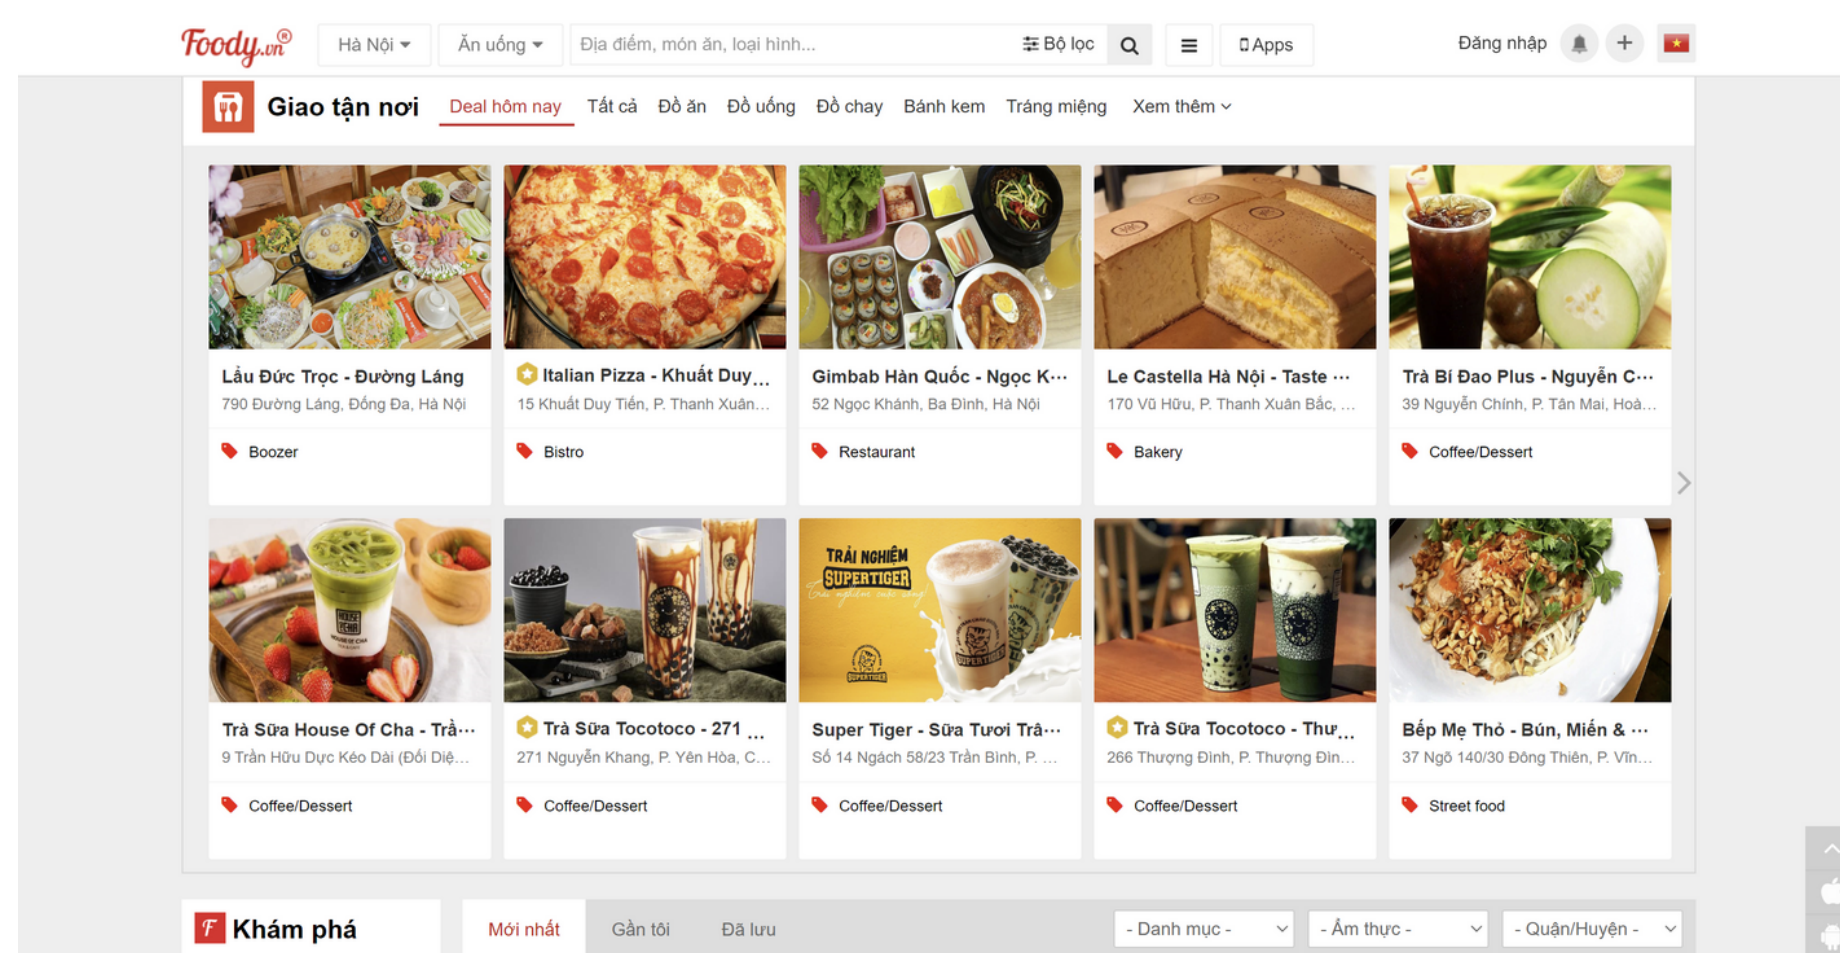 Foody.vn®
Hà Nội
Ăn uống
Địa điểm, món ăn, loại hình...
Bộ lọc
Apps
Đăng nhập
Giao tận nơi
Deal hôm nay
Tất cả
Đồ ăn
Đồ uống
Đồ chay
Bánh kem
Tráng miệng
Xem thêm
Lẩu Đức Trọc - Đường Láng
790 Đường Láng, Đống Đa, Hà Nội
Boozer
Italian Pizza - Khuất Duy...
15 Khuất Duy Tiến, P. Thanh Xuân...
Bistro
Gimbab Hàn Quốc - Ngọc K...
52 Ngọc Khánh, Ba Đình, Hà Nội
Restaurant
Le Castella Hà Nội - Taste ...
170 Vũ Hữu, P. Thanh Xuân Bắc, ...
Bakery
Trà Bí Đao Plus - Nguyễn C...
39 Nguyễn Chính, P. Tân Mai, Hoà...
Coffee/Dessert
HOUSE OF CHA
Trà Sữa House Of Cha - Trầ...
9 Trần Hữu Dực Kéo Dài (Đối Diệ...
Coffee/Dessert
Trà Sữa Tocotoco - 271 ...
271 Nguyễn Khang, P. Yên Hòa, C...
Coffee/Dessert
TRẢI NGHIỆM
SUPERTIGER
Trải nghiệm cuộc sống!
SUPERTIGER
SUPERTIGER
Super Tiger - Sữa Tươi Trâ...
Số 14 Ngách 58/23 Trần Bình, P. ...
Coffee/Dessert
Trà Sữa Tocotoco - Thư...
266 Thượng Đình, P. Thượng Đìn...
Coffee/Dessert
Bếp Mẹ Thỏ - Bún, Miến & ...
37 Ngõ 140/30 Đông Thiên, P. Vĩn...
Street food
F Khám phá
Mới nhất
Gần tôi
Đã lưu
- Danh mục -
- Ẩm thực -
- Quận/Huyện -